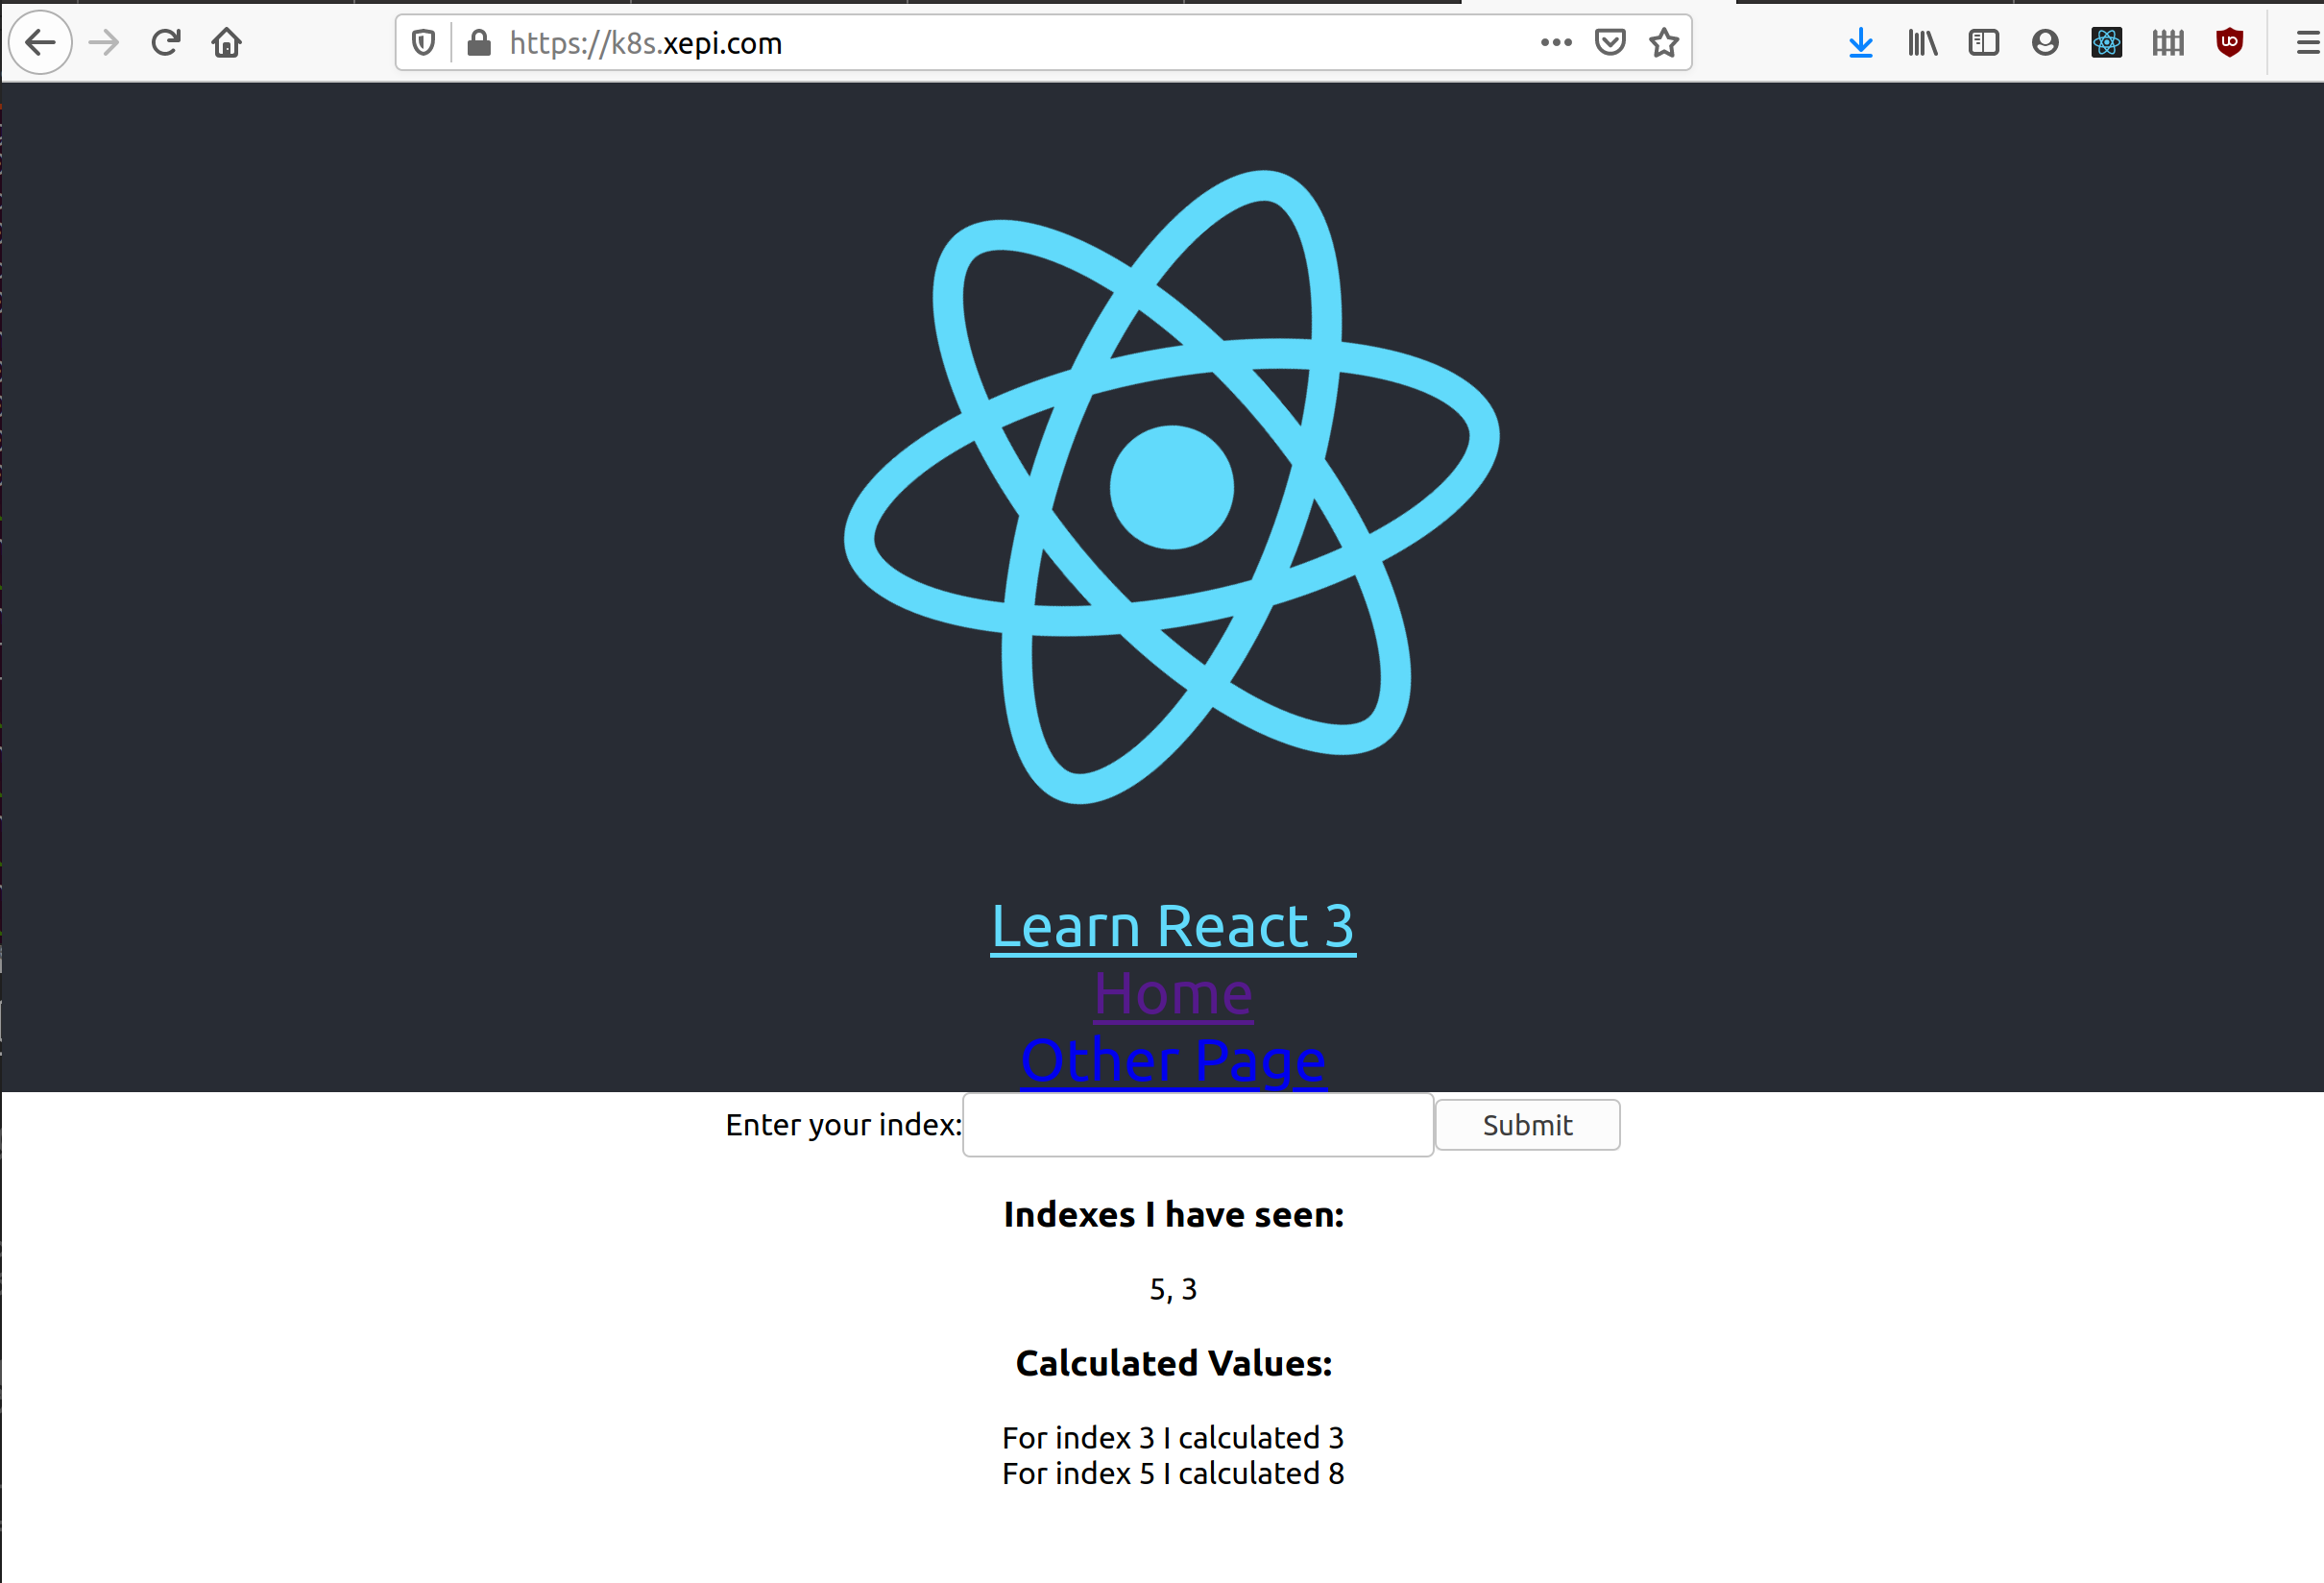 https://k8s.xepi.com
Learn React 3
Home
Other Page
Enter your index: Submit
Indexes I have seen:
5, 3
Calculated Values:
For index 3 I calculated 3
For index 5 I calculated 8